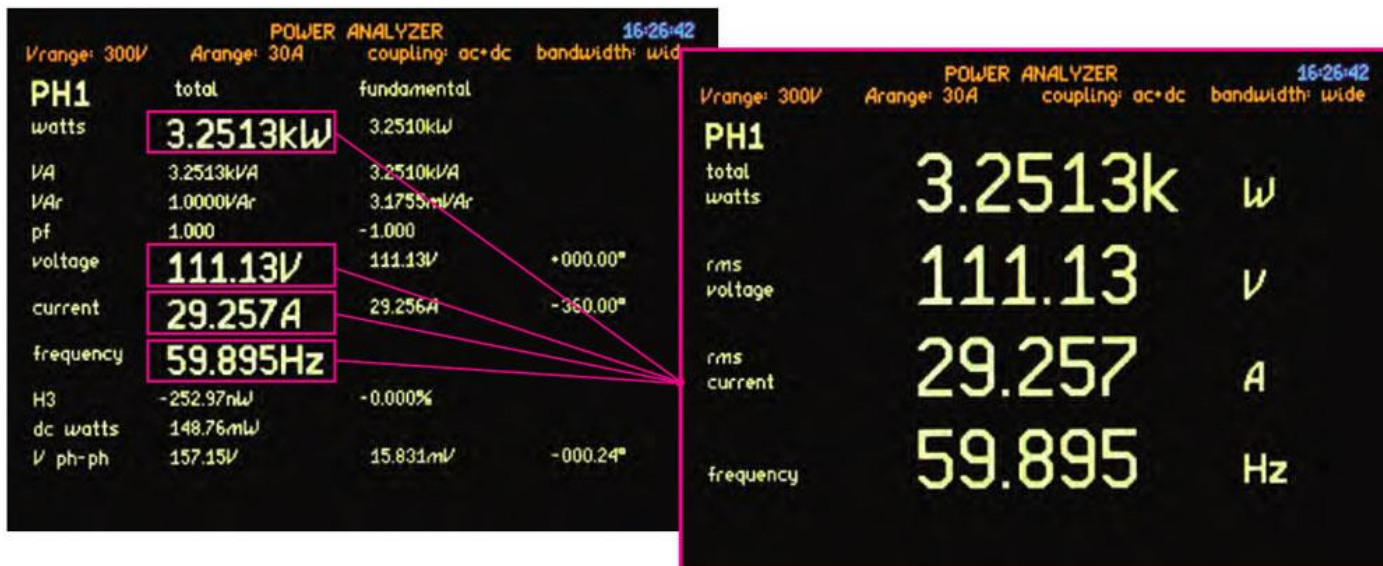 POWER ANALYZER 16:26:42
Vrange: 300V Arange: 30A coupling: ac+dc bandwidth: wid
PH1 total fundamental
watts 3.2513kW 3.2510kW
VA 3.2513kVA 3.2510kVA
VAr 1.0000VAr 3.1755mVAr
pf 1.000 -1.000
voltage 111.13V 111.13V +000.00°
current 29.257A 29.256A -360.00°
frequency 59.895Hz
H3 -252.97nW -0.000%
dc watts 148.76mW
V ph-ph 157.15V 15.831mV -000.24°
POWER ANALYZER 16:26:42
Vrange: 300V Arange: 30A coupling: ac+dc bandwidth: wide
PH1
total
watts 3.2513k W
rms
voltage 111.13 V
rms
current 29.257 A
frequency 59.895 Hz